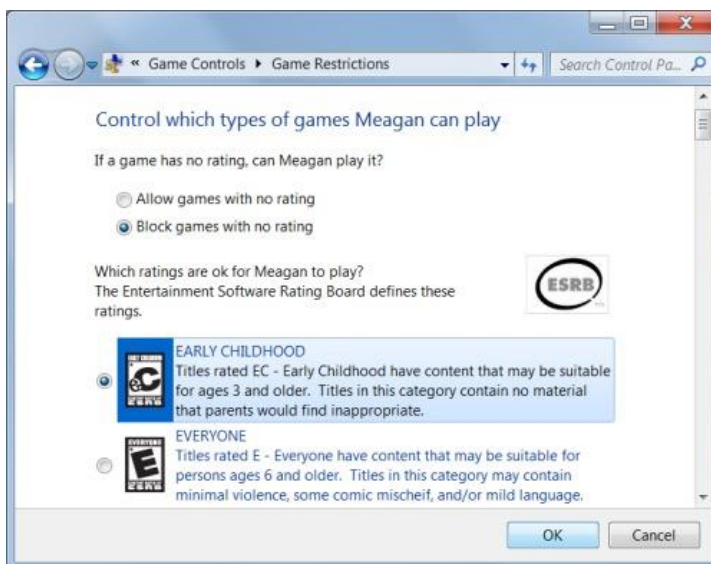 « Game Controls ▸ Game Restrictions
Search Control Pa...
Control which types of games Meagan can play
If a game has no rating, can Meagan play it?
Allow games with no rating
Block games with no rating
Which ratings are ok for Meagan to play?
The Entertainment Software Rating Board defines these
ratings.
ESRB
EARLY CHILDHOOD
Titles rated EC - Early Childhood have content that may be suitable
for ages 3 and older. Titles in this category contain no material
that parents would find inappropriate.
eC
EVERYONE
Titles rated E - Everyone have content that may be suitable for
persons ages 6 and older. Titles in this category may contain
minimal violence, some comic mischeif, and/or mild language.
EVERYONE
E
ESRB
OK
Cancel